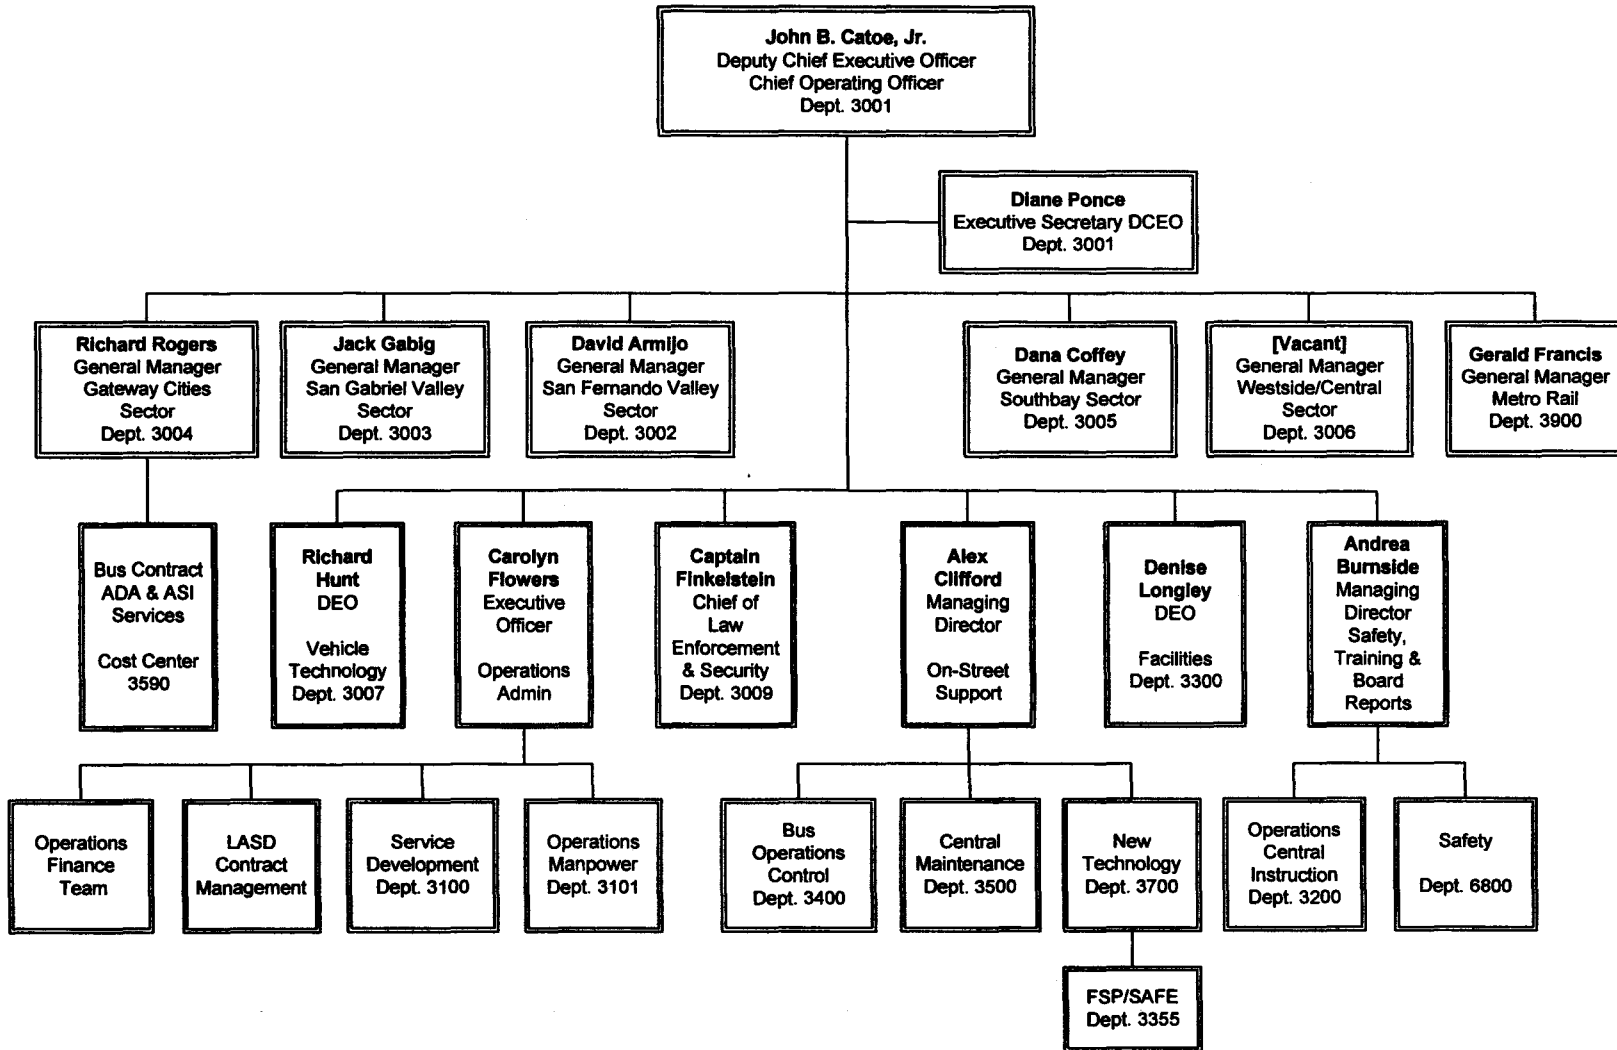 John B. Catoe, Jr.
Deputy Chief Executive Officer
Chief Operating Officer
Dept. 3001
Diane Ponce
Executive Secretary DCEO
Dept. 3001
Richard Rogers
General Manager
Gateway Cities
Sector
Dept. 3004
Jack Gabig
General Manager
San Gabriel Valley
Sector
Dept. 3003
David Armijo
General Manager
San Fernando Valley
Sector
Dept. 3002
Dana Coffey
General Manager
Southbay Sector
Dept. 3005
[Vacant]
General Manager
Westside/Central
Sector
Dept. 3006
Gerald Francis
General Manager
Metro Rail
Dept. 3900
Bus Contract
ADA & ASI
Services
Cost Center
3590
Richard
Hunt
DEO
Vehicle
Technology
Dept. 3007
Carolyn
Flowers
Executive
Officer
Operations
Admin
Captain
Finkelstein
Chief of
Law
Enforcement
& Security
Dept. 3009
Alex
Clifford
Managing
Director
On-Street
Support
Denise
Longley
DEO
Facilities
Dept. 3300
Andrea
Burnside
Managing
Director
Safety,
Training &
Board
Reports
Operations
Finance
Team
LASD
Contract
Management
Service
Development
Dept. 3100
Operations
Manpower
Dept. 3101
Bus
Operations
Control
Dept. 3400
Central
Maintenance
Dept. 3500
New
Technology
Dept. 3700
Operations
Central
Instruction
Dept. 3200
Safety
Dept. 6800
FSP/SAFE
Dept. 3355